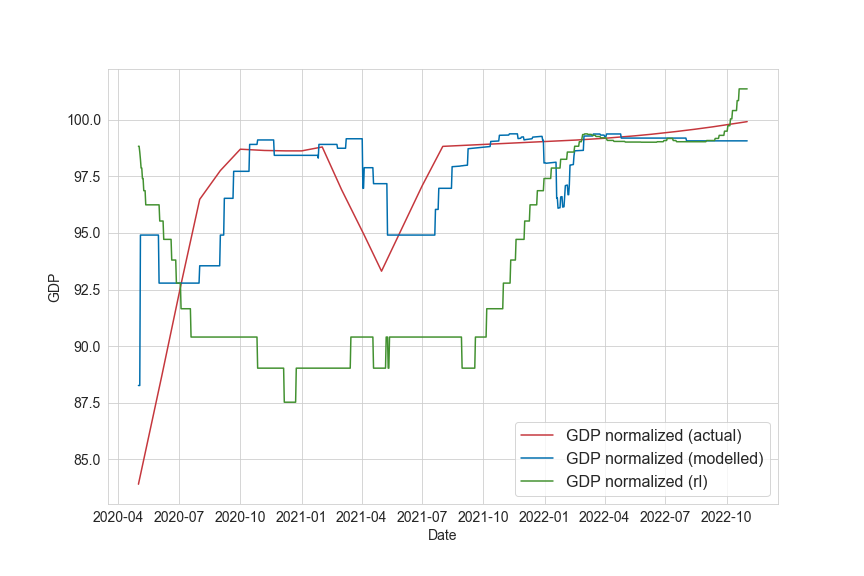 GDP
100.0
97.5
95.0
92.5
90.0
87.5
85.0
GDP normalized (actual)
GDP normalized (modelled)
GDP normalized (rl)
2020-04 2020-07 2020-10 2021-01 2021-04 2021-07 2021-10 2022-01 2022-04 2022-07 2022-10
Date